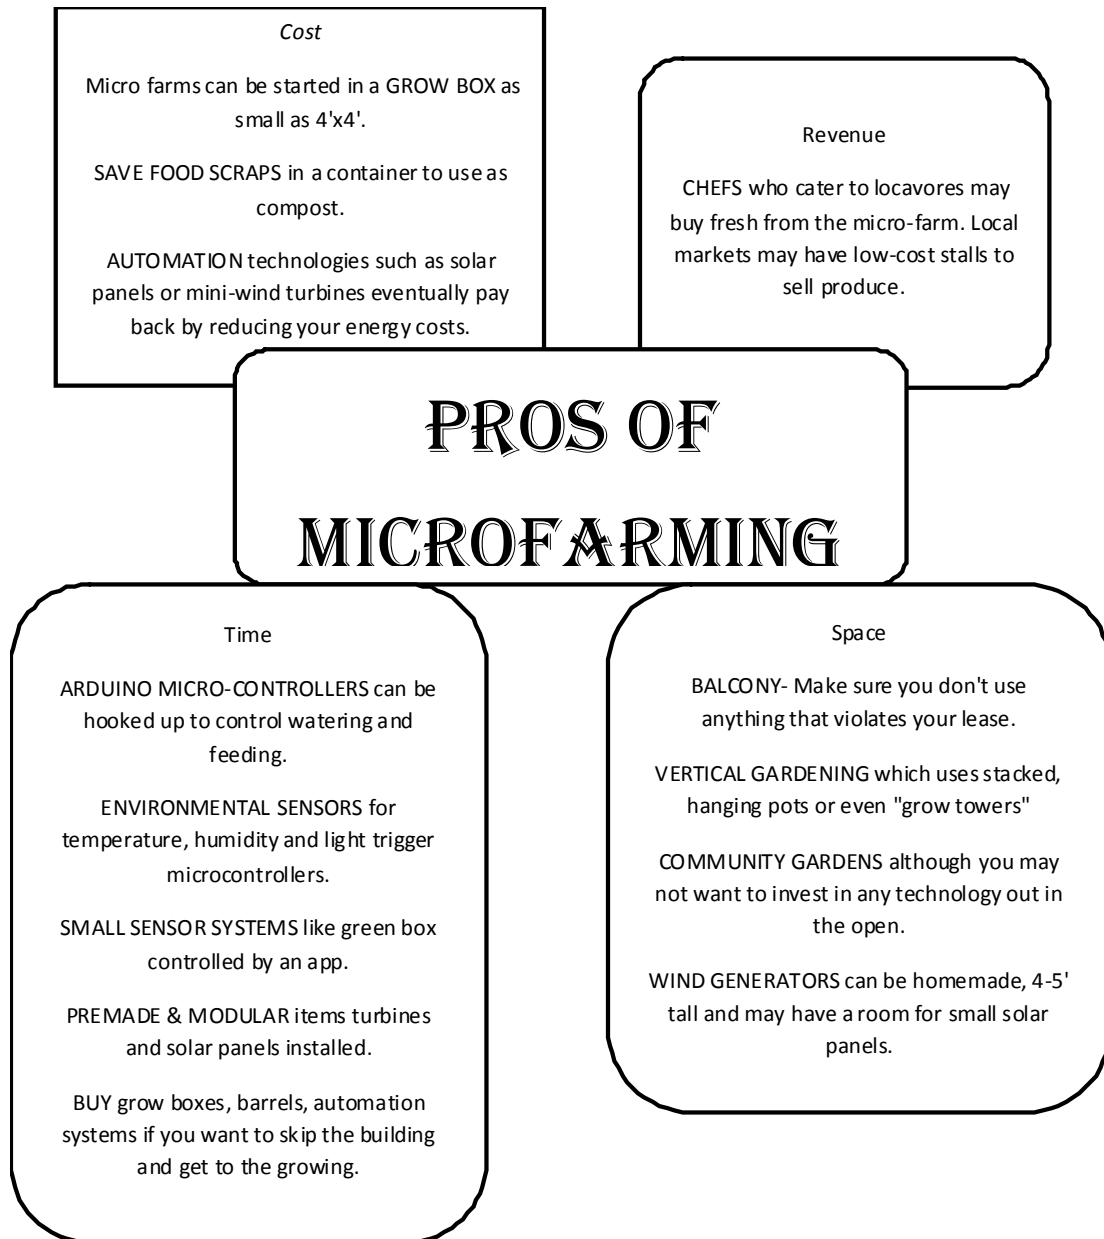 Cost
Micro farms can be started in a GROW BOX as
small as 4'x4'.
SAVE FOOD SCRAPS in a container to use as
compost.
AUTOMATION technologies such as solar
panels or mini-wind turbines eventually pay
back by reducing your energy costs.
Revenue
CHEFS who cater to locavores may
buy fresh from the micro-farm. Local
markets may have low-cost stalls to
sell produce.
PROS OF
MICROFARMING
Time
ARDUINO MICRO-CONTROLLERS can be
hooked up to control watering and
feeding.
ENVIRONMENTAL SENSORS for
temperature, humidity and light trigger
microcontrollers.
SMALL SENSOR SYSTEMS like green box
controlled by an app.
PREMADE & MODULAR items turbines
and solar panels installed.
BUY grow boxes, barrels, automation
systems if you want to skip the building
and get to the growing.
Space
BALCONY- Make sure you don't use
anything that violates your lease.
VERTICAL GARDENING which uses stacked,
hanging pots or even "grow towers"
COMMUNITY GARDENS although you may
not want to invest in any technology out in
the open.
WIND GENERATORS can be homemade, 4-5'
tall and may have a room for small solar
panels.